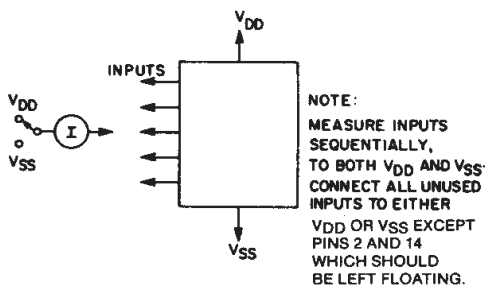 VDD
INPUTS
VDD
I
VSS
VSS
NOTE:
MEASURE INPUTS
SEQUENTIALLY,
TO BOTH VDD AND VSS.
CONNECT ALL UNUSED
INPUTS TO EITHER
VDD OR VSS EXCEPT
PINS 2 AND 14
WHICH SHOULD
BE LEFT FLOATING.